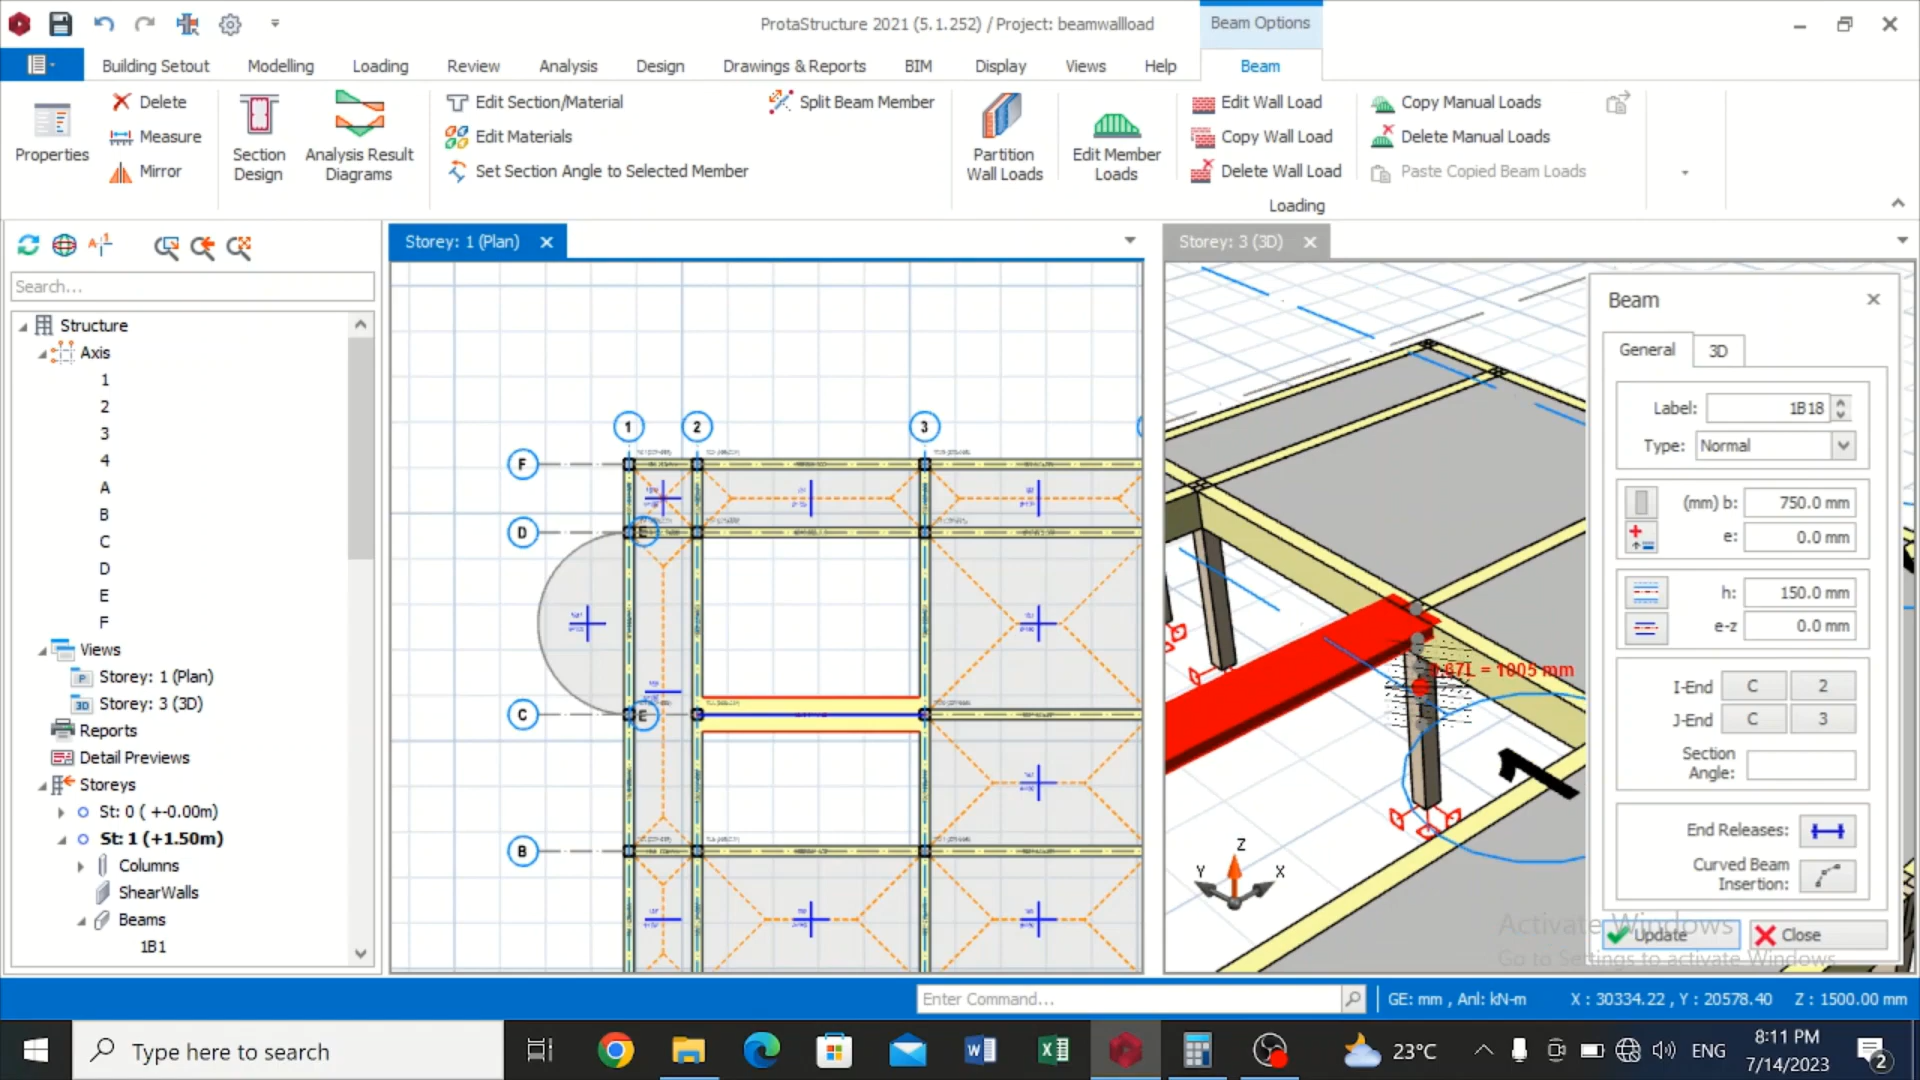 ProtaStructure 2021 (5.1.252) / Project: beamwallload
Beam Options
Building Setout
Modelling
Loading
Review
Analysis
Design
Drawings & Reports
BIM
Display
Views
Help
Beam
Properties
Delete
Measure
Mirror
Section Design
Analysis Result Diagrams
Edit Section/Material
Edit Materials
Set Section Angle to Selected Member
Split Beam Member
Partition Wall Loads
Edit Member Loads
Edit Wall Load
Copy Wall Load
Delete Wall Load
Copy Manual Loads
Delete Manual Loads
Paste Copied Beam Loads
Loading
Search...
Structure
Axis
1
2
3
4
A
B
C
D
E
F
Views
Storey: 1 (Plan)
Storey: 3 (3D)
Reports
Detail Previews
Storeys
St: 0 ( +-0.00m)
St: 1 (+1.50m)
Columns
ShearWalls
Beams
1B1
Storey: 1 (Plan)
1
2
3
F
D
E
C
E
B
Storey: 3 (3D)
= 1005 mm
1
Z
Y
X
Beam
General
3D
Label: 1B18
Type: Normal
(mm) b: 750.0 mm
e: 0.0 mm
h: 150.0 mm
e-z 0.0 mm
I-End C 2
J-End C 3
Section Angle:
End Releases:
Curved Beam Insertion:
Update
Close
Activate Windows
Go to Settings to activate Windows.
Enter Command...
GE: mm , Anl: kN-m
X : 30334.22 , Y : 20578.40
Z : 1500.00 mm
Type here to search
23°C
ENG
8:11 PM
7/14/2023
2